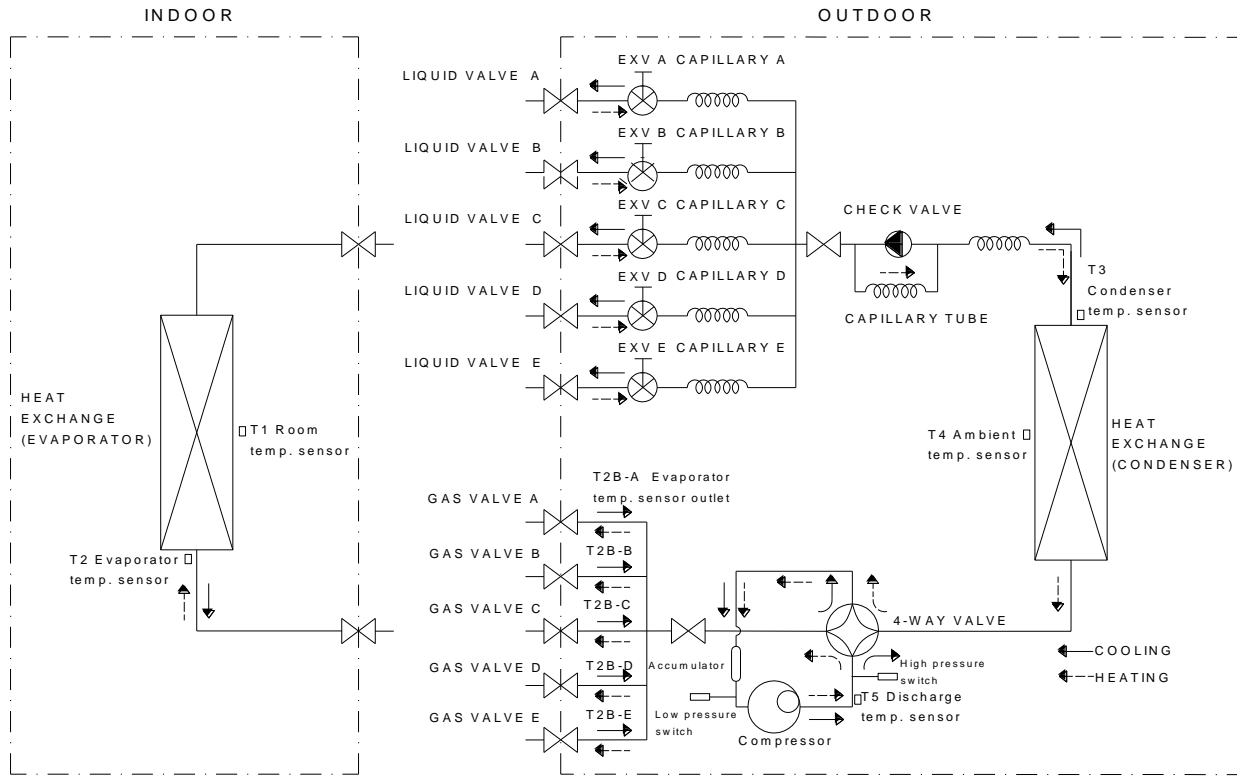 INDOOR
OUTDOOR
LIQUID VALVE A
EXV A CAPILLARY A
LIQUID VALVE B
EXV B CAPILLARY B
LIQUID VALVE C
EXV C CAPILLARY C
LIQUID VALVE D
EXV D CAPILLARY D
LIQUID VALVE E
EXV E CAPILLARY E
CHECK VALVE
CAPILLARY TUBE
T3
Condenser
temp. sensor
HEAT
EXCHANGE
(EVAPORATOR)
T1 Room
temp. sensor
T4 Ambient
temp. sensor
HEAT
EXCHANGE
(CONDENSER)
T2 Evaporator
temp. sensor
T2B-A Evaporator
temp. sensor outlet
GAS VALVE A
GAS VALVE B
T2B-B
GAS VALVE C
T2B-C
GAS VALVE D
T2B-D
GAS VALVE E
T2B-E
4-WAY VALVE
Accumulator
High pressure
switch
Low pressure
switch
T5 Discharge
temp. sensor
Compressor
COOLING
HEATING